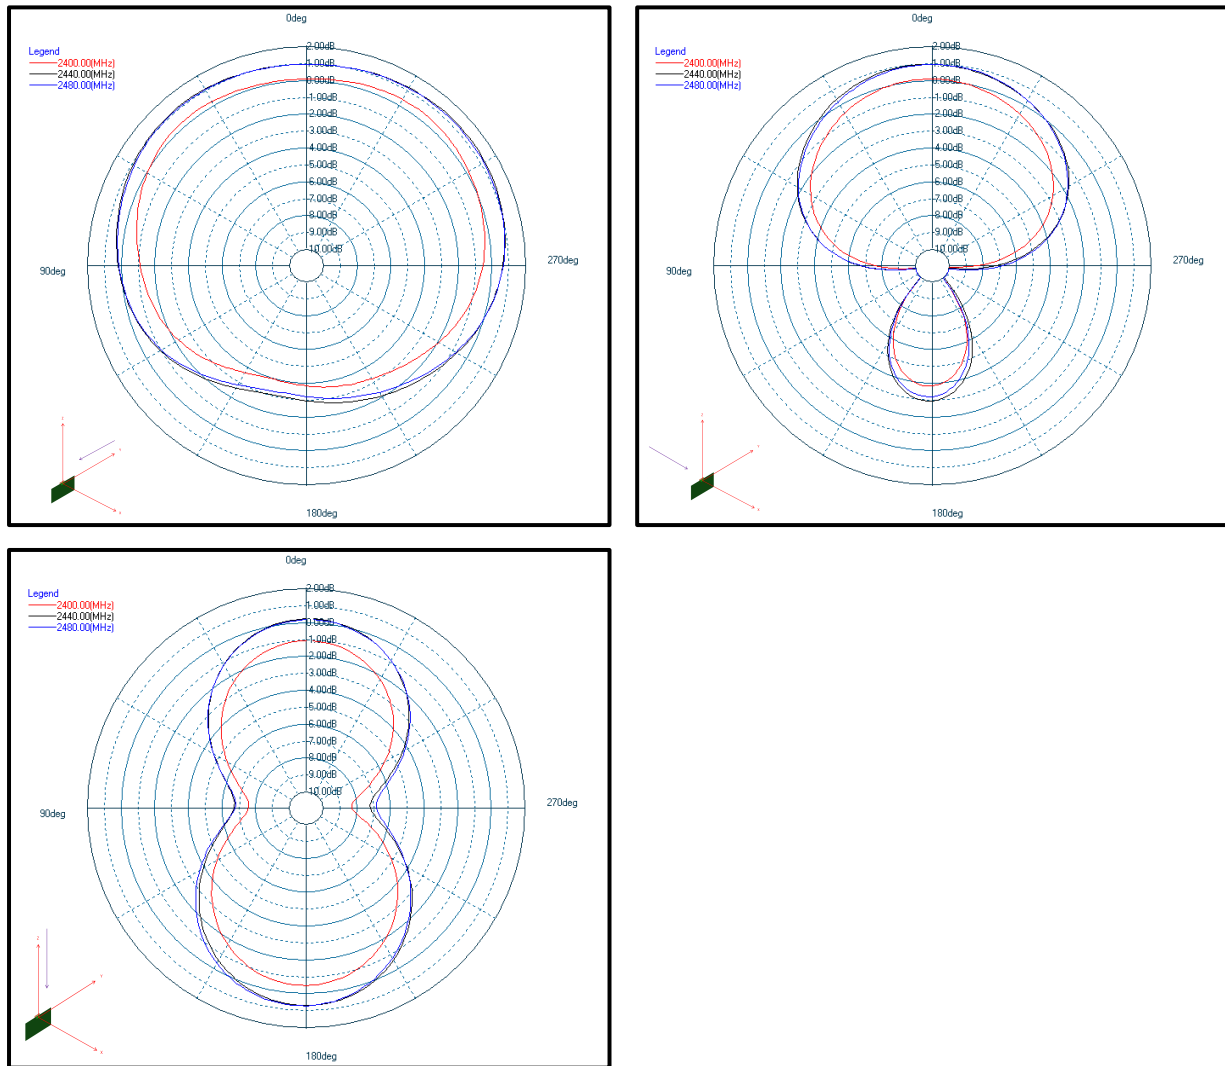 0deg
Legend
2400.00(MHz)
2440.00(MHz)
2480.00(MHz)
2.00dB
1.00dB
0.00dB
1.00dB
2.00dB
3.00dB
4.00dB
5.00dB
6.00dB
7.00dB
8.00dB
9.00dB
10.00dB
90deg
270deg
180deg
0deg
Legend
2400.00(MHz)
2440.00(MHz)
2480.00(MHz)
2.00dB
1.00dB
0.00dB
1.00dB
2.00dB
3.00dB
4.00dB
5.00dB
6.00dB
7.00dB
8.00dB
9.00dB
10.00dB
90deg
270deg
180deg
0deg
Legend
2400.00(MHz)
2440.00(MHz)
2480.00(MHz)
2.00dB
1.00dB
0.00dB
1.00dB
2.00dB
3.00dB
4.00dB
5.00dB
6.00dB
7.00dB
8.00dB
9.00dB
10.00dB
90deg
270deg
180deg